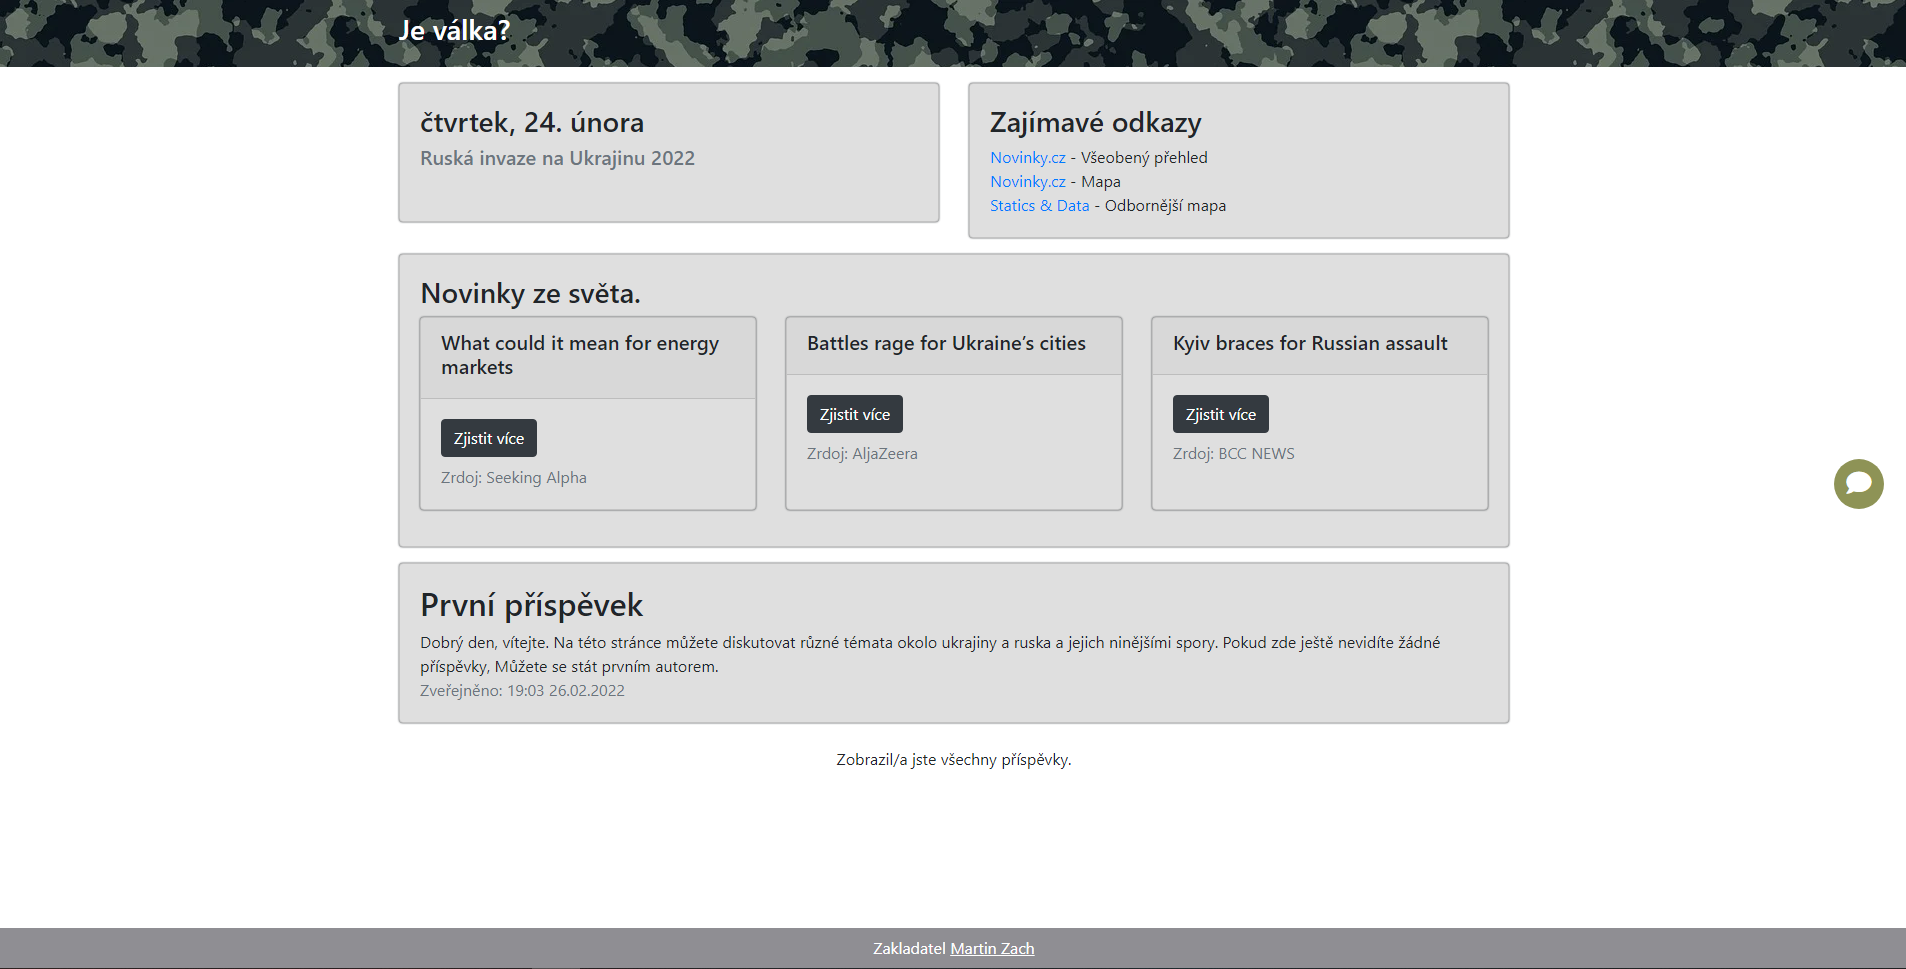 Je válka?
čtvrtek, 24. února
Ruská invaze na Ukrajinu 2022
Zajímavé odkazy
Novinky.cz - Všeobený přehled
Novinky.cz - Mapa
Statics & Data - Odbornější mapa
Novinky ze světa.
What could it mean for energy
markets
Zjistit více
Zrdoj: Seeking Alpha
Battles rage for Ukraine’s cities
Zjistit více
Zrdoj: AljaZeera
Kyiv braces for Russian assault
Zjistit více
Zrdoj: BCC NEWS
První příspěvek
Dobrý den, vítejte. Na této stránce můžete diskutovat různé témata okolo ukrajiny a ruska a jejich ninějšími spory. Pokud zde ještě nevidíte žádné
příspěvky, Můžete se stát prvním autorem.
Zveřejněno: 19:03 26.02.2022
Zobrazil/a jste všechny příspěvky.
Zakladatel Martin Zach